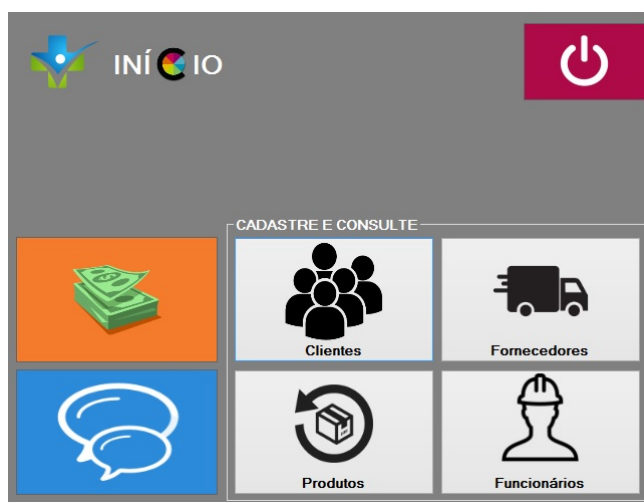 INÍCIO
CADASTRE E CONSULTE
Clientes
Fornecedores
Produtos
Funcionários